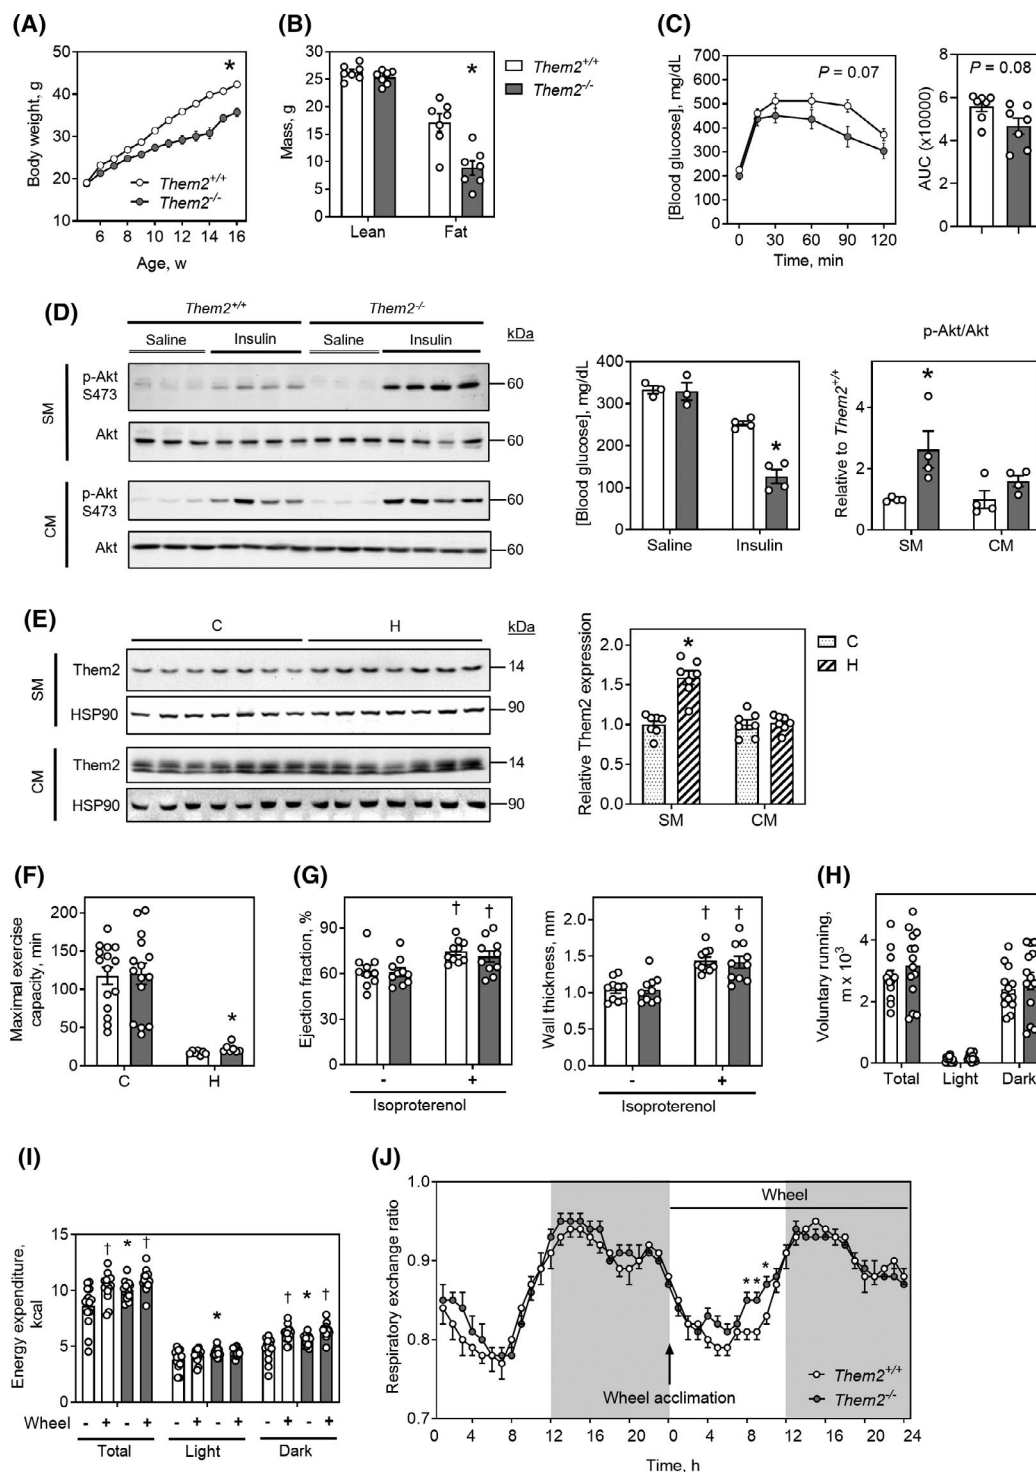 (A)
Body weight, g
50
40
30
20
10
*
Them2+/+
Them2-/-
6 8 10 12 14 16
Age, w
(B)
Mass, g
30
25
20
15
10
5
0
*
Lean Fat
Them2+/+
Them2-/-
(C)
[Blood glucose], mg/dL
700
600
500
400
300
200
0
P = 0.07
0 30 60 90 120
Time, min
AUC (x10000)
8
6
4
2
0
P = 0.08
(D)
Them2+/+ Them2-/-
Saline Insulin Saline Insulin
kDa
SM
p-Akt
S473
60
Akt
60
CM
p-Akt
S473
60
Akt
60
[Blood glucose], mg/dL
400
300
200
100
0
*
Saline Insulin
p-Akt/Akt
Relative to Them2+/+
4
2
0
*
SM CM
(E)
C H
kDa
SM
Them2
14
HSP90
90
CM
Them2
14
HSP90
90
Relative Them2 expression
2.0
1.5
1.0
0.5
0.0
*
SM CM
C
H
(F)
Maximal exercise
capacity, min
200
150
100
50
0
*
C H
(G)
Ejection fraction, %
90
60
30
0
† †
- +
Isoproterenol
Wall thickness, mm
2.0
1.5
1.0
0.5
0.0
† †
- +
Isoproterenol
(H)
Voluntary running,
m x 10³
4
2
0
Total Light Dark
(I)
Energy expenditure,
kcal
15
10
5
0
† * †
*
† * †
Wheel - + - + - + - + - + - +
Total Light Dark
(J)
Respiratory exchange ratio
1.0
0.9
0.8
0.7
Wheel
** *
Wheel acclimation
Them2+/+
Them2-/-
0 4 8 12 16 20 0 4 8 12 16 20 24
Time, h